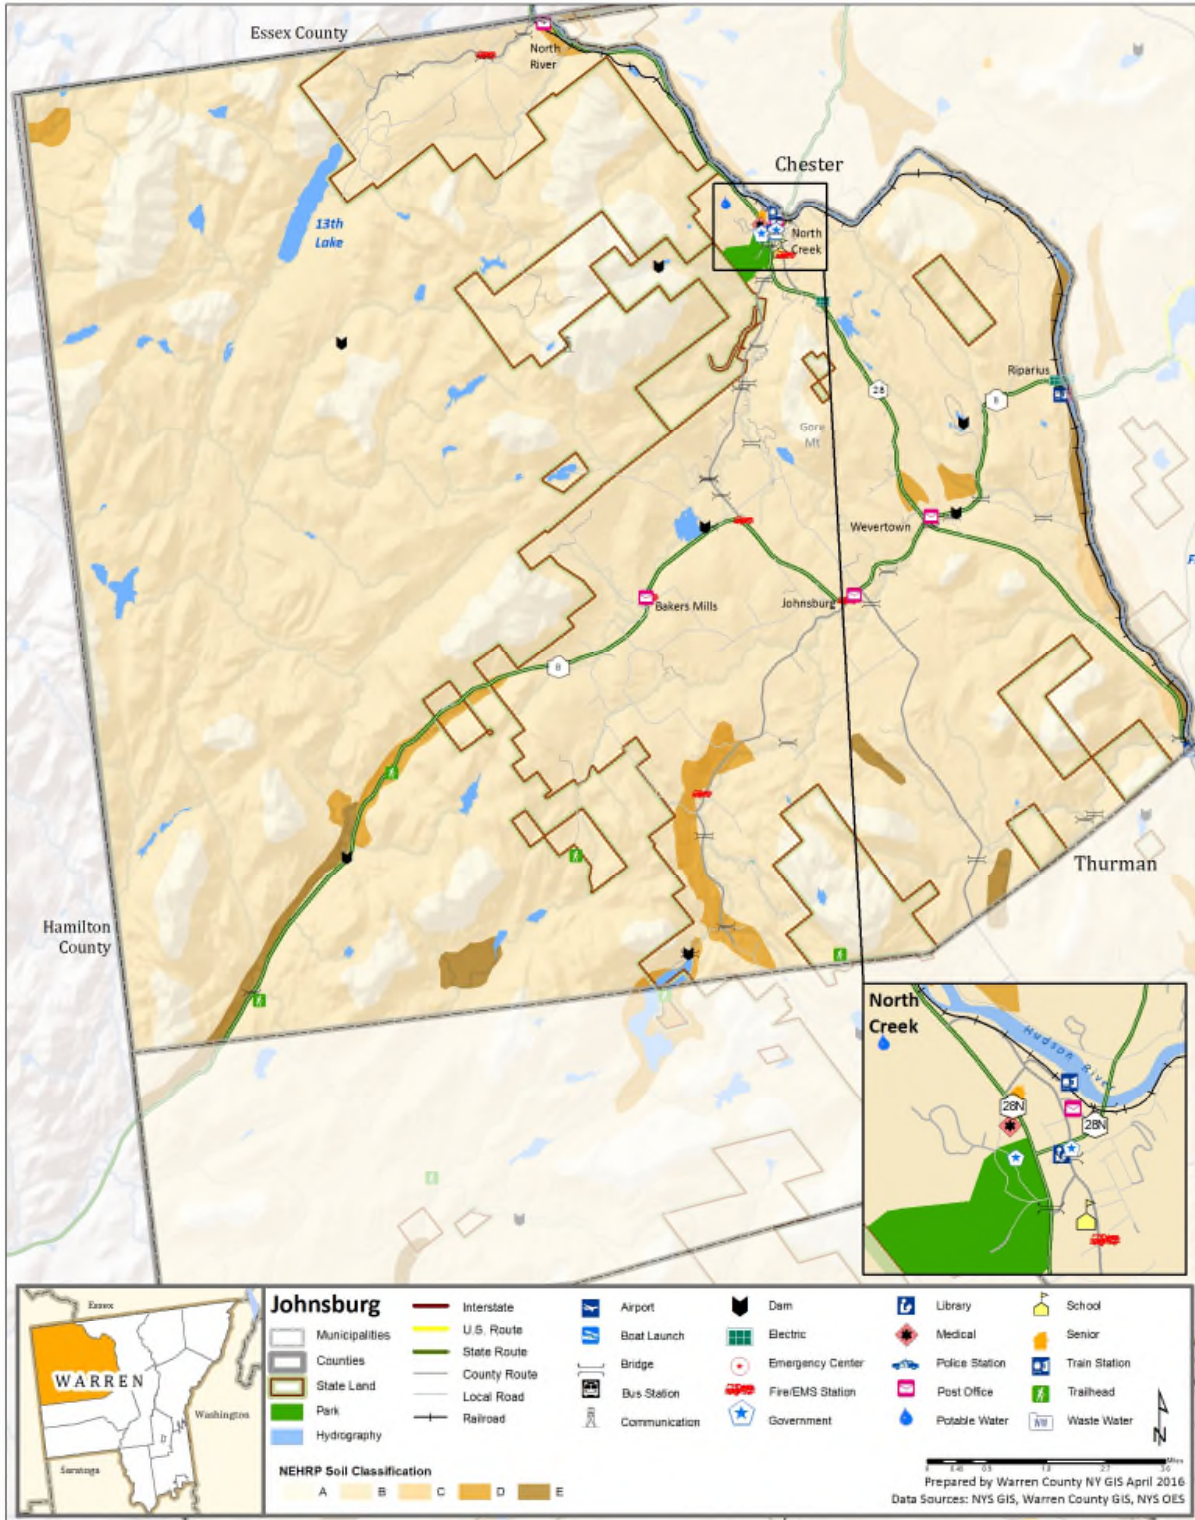 Essex County
North
River
Chester
13th
Lake
North
Creek
Riparius
28
8
Gore
Mt
Wevertown
Bakers Mills
Johnsburg
8
Thurman
Hamilton
County
North
Creek
Hudson River
28N
28N
Essex
WARREN
Washington
Saratoga
Johnsburg
Municipalities
Counties
State Land
Park
Hydrography
Interstate
U.S. Route
State Route
County Route
Local Road
Railroad
Airport
Boat Launch
Bridge
Bus Station
Communication
Dam
Electric
Emergency Center
Fire/EMS Station
Government
Library
Medical
Police Station
Post Office
Potable Water
School
Senior
Train Station
Trailhead
WW Waste Water
N
NEHRP Soil Classification
A B C D E
Miles
Prepared by Warren County NY GIS April 2016
Data Sources: NYS GIS, Warren County GIS, NYS OES